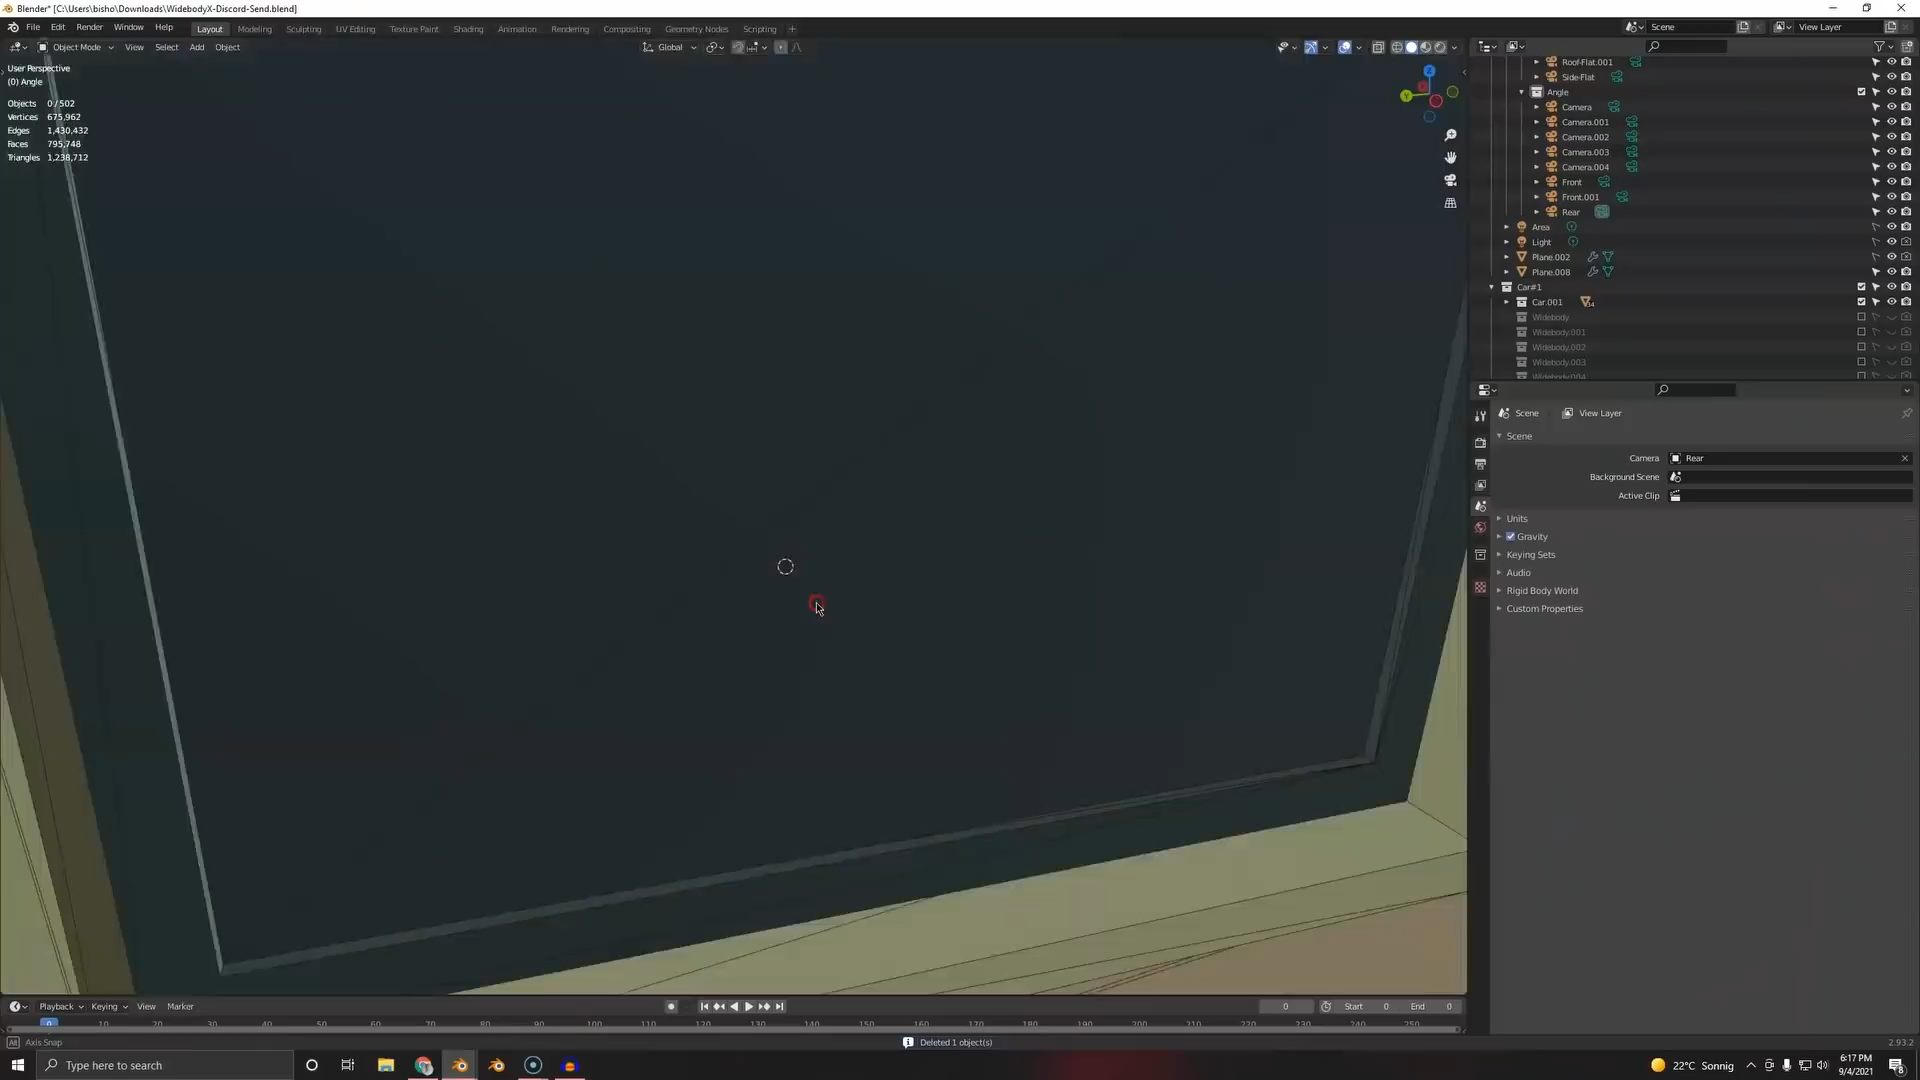 Blender* [C:\Users\bisho\Downloads\WidebodyX-Discord-Send.blend]
File Edit Render Window Help
Layout Modeling Sculpting UV Editing Texture Paint Shading Animation Rendering Compositing Geometry Nodes Scripting +
Scene
View Layer
Object Mode View Select Add Object
Global
User Perspective
(0) Angle
Objects 0/502
Vertices 675,962
Edges 1,430,432
Faces 795,748
Triangles 1,238,712
Z
Y
Roof-Flat.001
Side-Flat
Angle
Camera
Camera.001
Camera.002
Camera.003
Camera.004
Front
Front.001
Rear
Area
Light
Plane.002
Plane.008
Car#1
Car.001
Widebody
Widebody.001
Widebody.002
Widebody.003
Widebody.004
Scene View Layer
Scene
Camera Rear
Background Scene
Active Clip
Units
Gravity
Keying Sets
Audio
Rigid Body World
Custom Properties
Playback Keying View Marker
0 Start 0 End 0
0 10 20 30 40 50 60 70 80 90 100 110 120 130 140 150 160 170 180 190 200 210 220 230 240 250
Axis Snap
Deleted 1 object(s)
2.93.2
Type here to search
22°C Sonnig
6:17 PM
9/4/2021